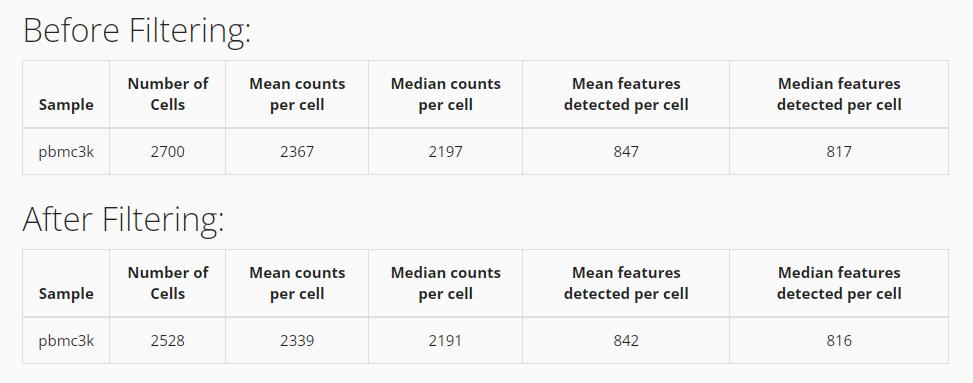 Before Filtering:
Sample Number of Cells Mean counts per cell Median counts per cell Mean features detected per cell Median features detected per cell
pbmc3k 2700 2367 2197 847 817
After Filtering:
Sample Number of Cells Mean counts per cell Median counts per cell Mean features detected per cell Median features detected per cell
pbmc3k 2528 2339 2191 842 816